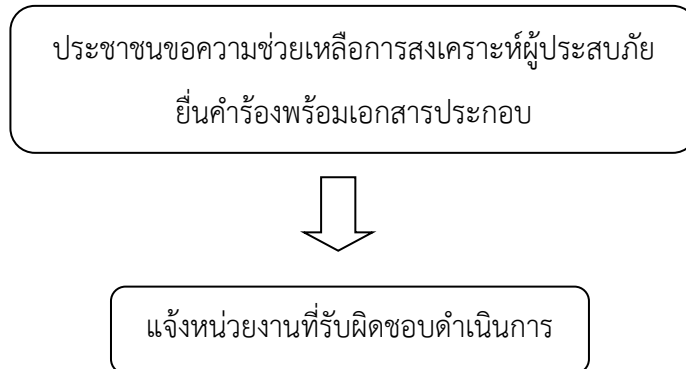 ประชาชนขอความช่วยเหลือการสงเคราะห์ผู้ประสบภัย
ยื่นคำร้องพร้อมเอกสารประกอบ
แจ้งหน่วยงานที่รับผิดชอบดำเนินการ